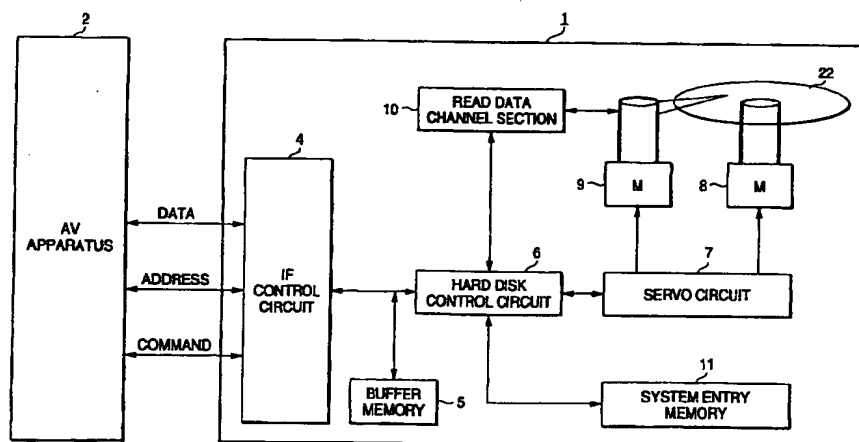 2
1
22
10
READ DATA
CHANNEL SECTION
4
9
M
8
M
AV
APPARATUS
DATA
ADDRESS
COMMAND
IF
CONTROL
CIRCUIT
6
HARD DISK
CONTROL CIRCUIT
7
SERVO CIRCUIT
BUFFER
MEMORY
5
11
SYSTEM ENTRY
MEMORY